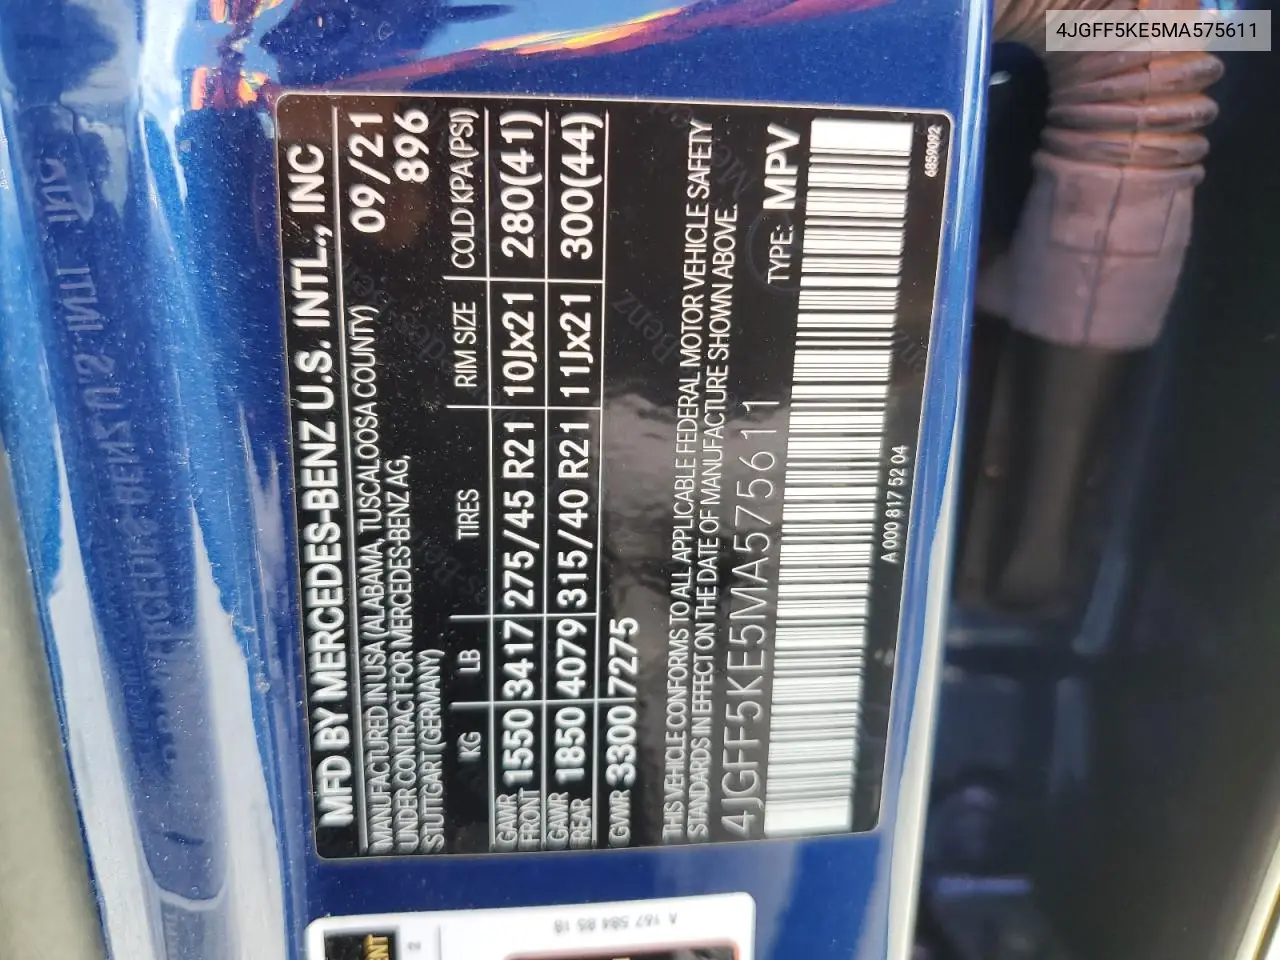 4JGFF5KE5MA575611
MFD BY MERCEDES-BENZ U.S. INTL., INC
MANUFACTURED IN USA (ALABAMA, TUSCALOOSA COUNTY) 09/21
UNDER CONTRACT FOR MERCEDES-BENZ AG, 896
STUTTGART (GERMANY)
KG LB TIRES RIM SIZE COLD KPA (PSI)
GAWR FRONT 1550 3417 275/45 R21 10Jx21 280(41)
GAWR REAR 1850 4079 315/40 R21 11Jx21 300(44)
GVWR 3300 7275
THIS VEHICLE CONFORMS TO ALL APPLICABLE FEDERAL MOTOR VEHICLE SAFETY
STANDARDS IN EFFECT ON THE DATE OF MANUFACTURE SHOWN ABOVE.
4JGFF5KE5MA575611 TYPE: MPV
A 000 817 52 04
6859092
A 167 584 85 18